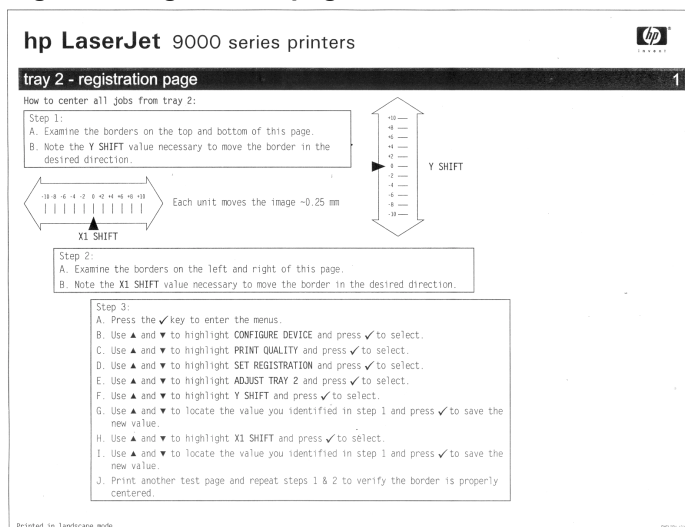 hp LaserJet 9000 series printers
hp
invent
tray 2 - registration page 1
How to center all jobs from tray 2:
Step 1:
A. Examine the borders on the top and bottom of this page.
B. Note the Y SHIFT value necessary to move the border in the
desired direction.
+10
+8
+6
+4
+2
0
-2
-4
-6
-8
-10
Y SHIFT
-10 -8 -6 -4 -2 0 +2 +4 +6 +8 +10
Each unit moves the image ~0.25 mm
X1 SHIFT
Step 2:
A. Examine the borders on the left and right of this page.
B. Note the X1 SHIFT value necessary to move the border in the desired direction.
Step 3:
A. Press the ✓ key to enter the menus.
B. Use ▲ and ▼ to highlight CONFIGURE DEVICE and press ✓ to select.
C. Use ▲ and ▼ to highlight PRINT QUALITY and press ✓ to select.
D. Use ▲ and ▼ to highlight SET REGISTRATION and press ✓ to select.
E. Use ▲ and ▼ to highlight ADJUST TRAY 2 and press ✓ to select.
F. Use ▲ and ▼ to highlight Y SHIFT and press ✓ to select.
G. Use ▲ and ▼ to locate the value you identified in step 1 and press ✓ to save the
new value.
H. Use ▲ and ▼ to highlight X1 SHIFT and press ✓ to select.
I. Use ▲ and ▼ to locate the value you identified in step 1 and press ✓ to save the
new value.
J. Print another test page and repeat steps 1 & 2 to verify the border is properly
centered.
Printed in landscape mode